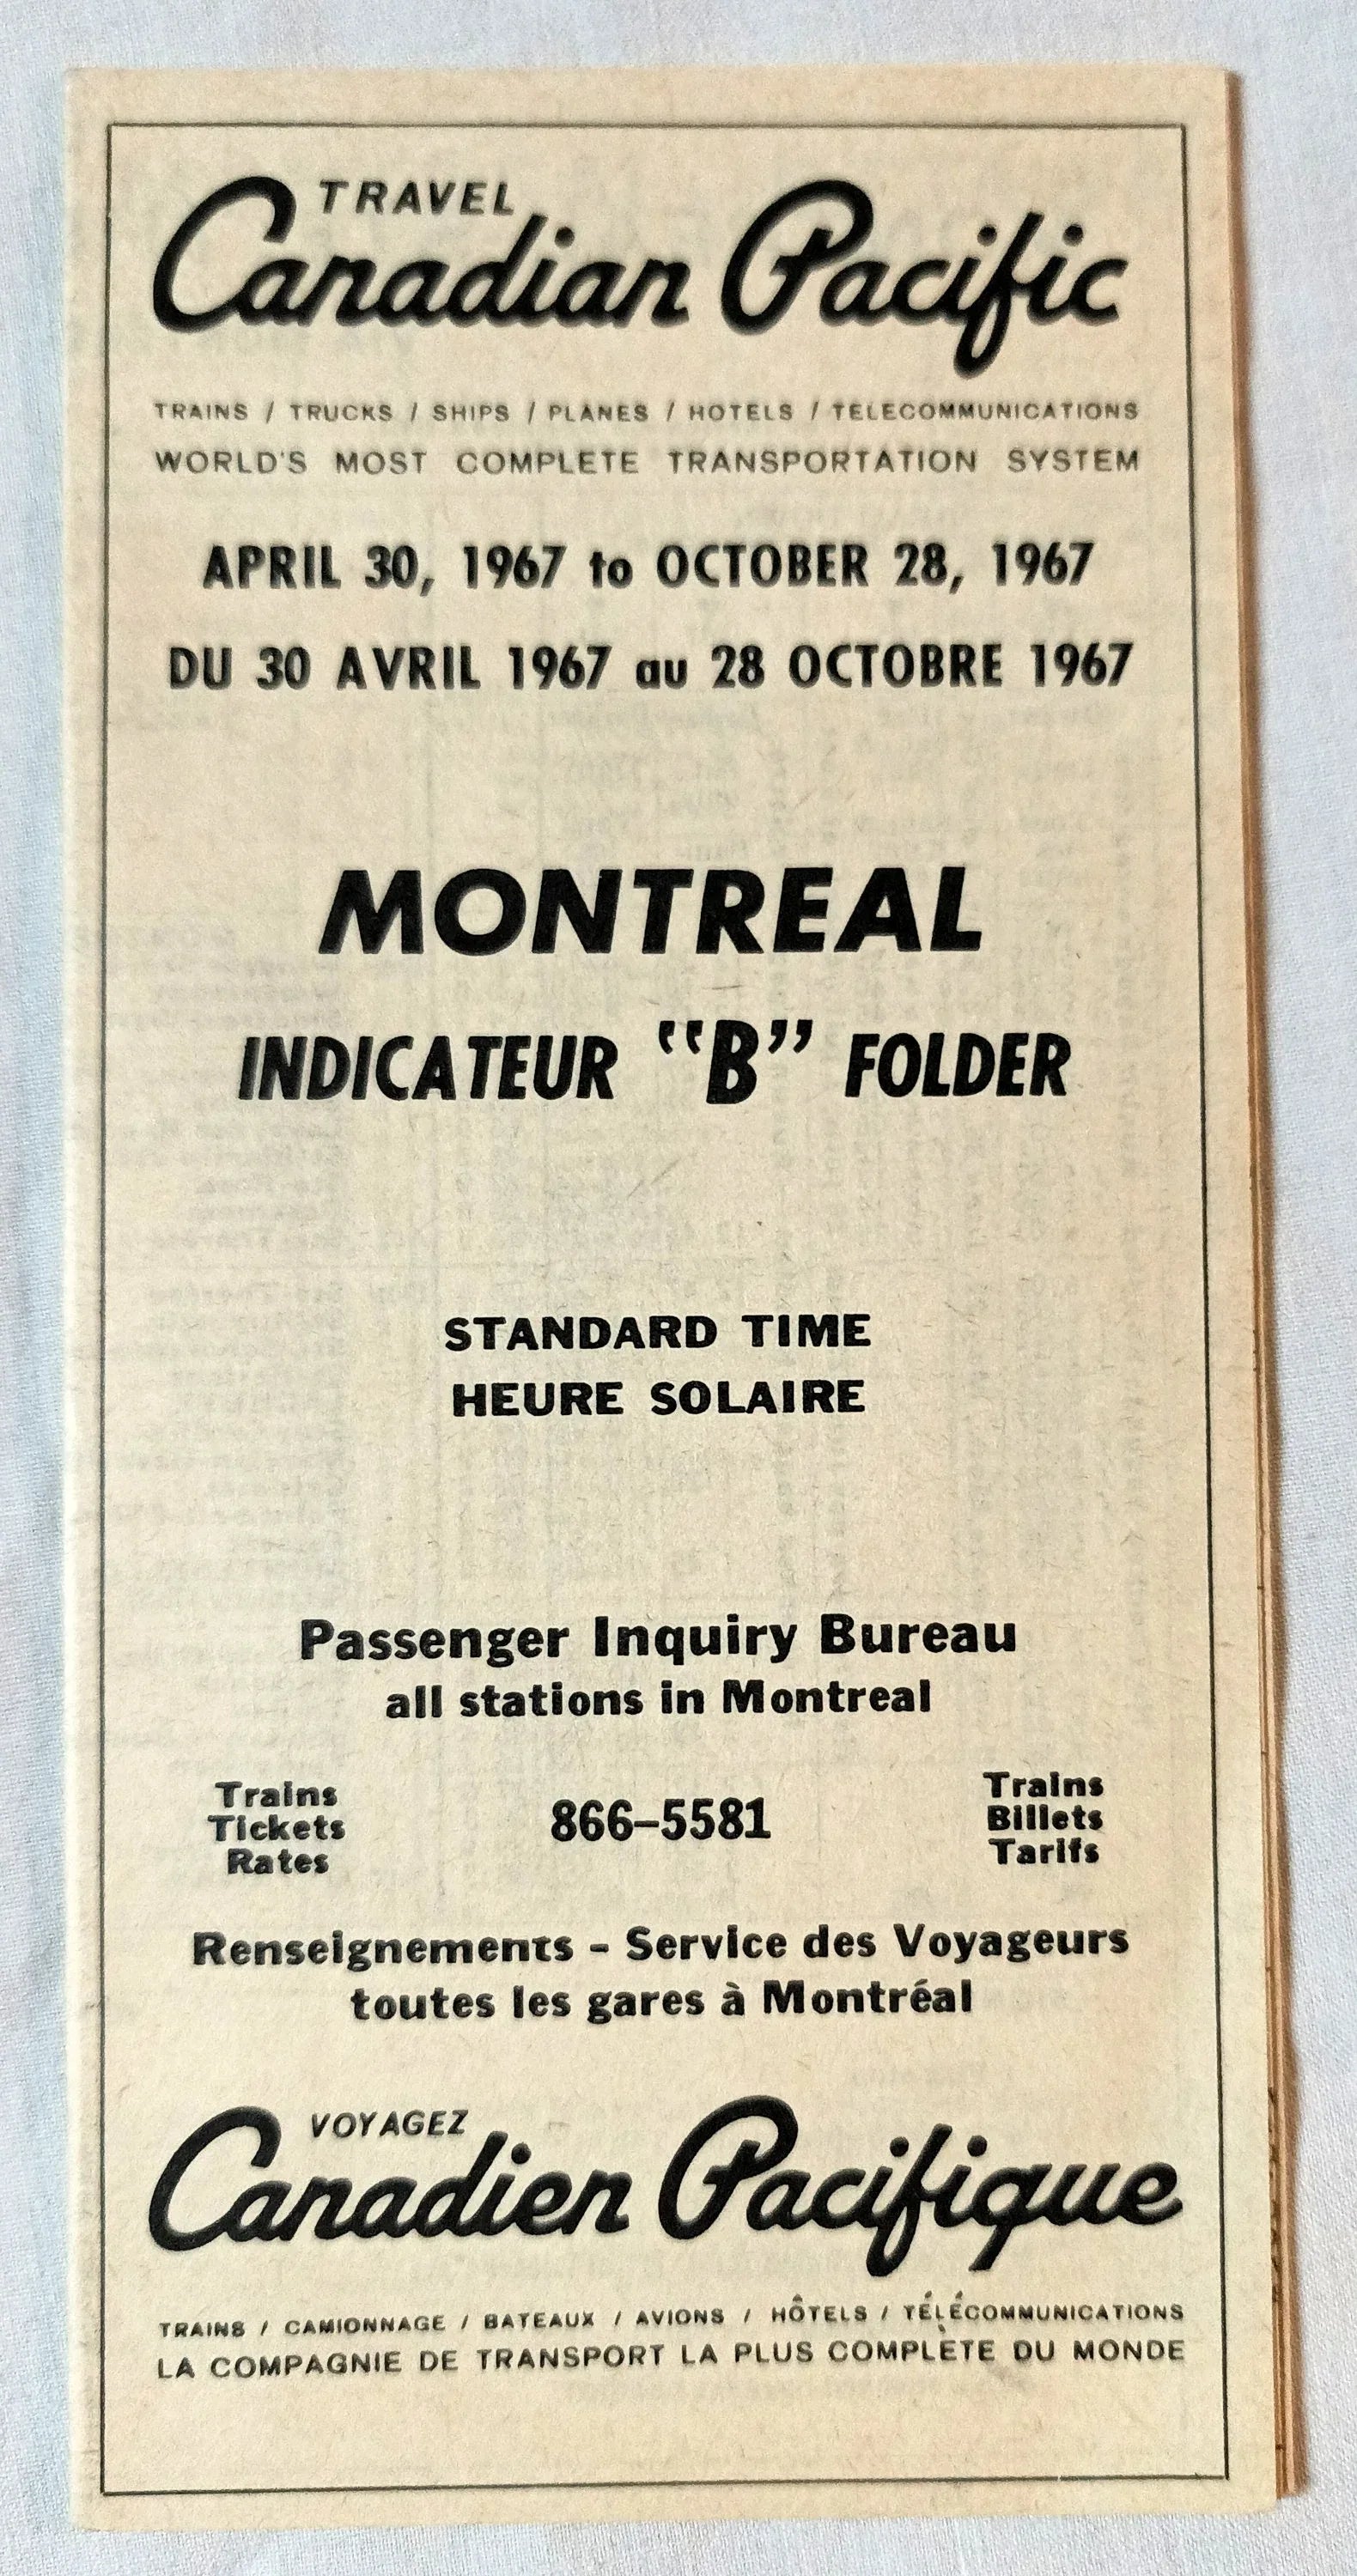 TRAVEL
Canadian Pacific
TRAINS / TRUCKS / SHIPS / PLANES / HOTELS / TELECOMMUNICATIONS
WORLD'S MOST COMPLETE TRANSPORTATION SYSTEM
APRIL 30, 1967 to OCTOBER 28, 1967
DU 30 AVRIL 1967 au 28 OCTOBRE 1967
MONTREAL
INDICATEUR "B" FOLDER
STANDARD TIME
HEURE SOLAIRE
Passenger Inquiry Bureau
all stations in Montreal
Trains
Tickets
Rates
866-5581
Trains
Billets
Tarifs
Renseignements - Service des Voyageurs
toutes les gares à Montréal
VOYAGEZ
Canadien Pacifique
TRAINS / CAMIONNAGE / BATEAUX / AVIONS / HÔTELS / TÉLÉCOMMUNICATIONS
LA COMPAGNIE DE TRANSPORT LA PLUS COMPLÈTE DU MONDE